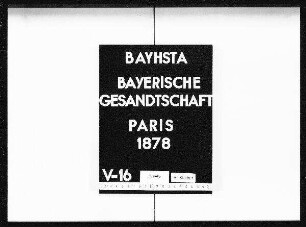 BAYHSTA
BAYERISCHE
GESANDTSCHAFT
PARIS
1878
V-16